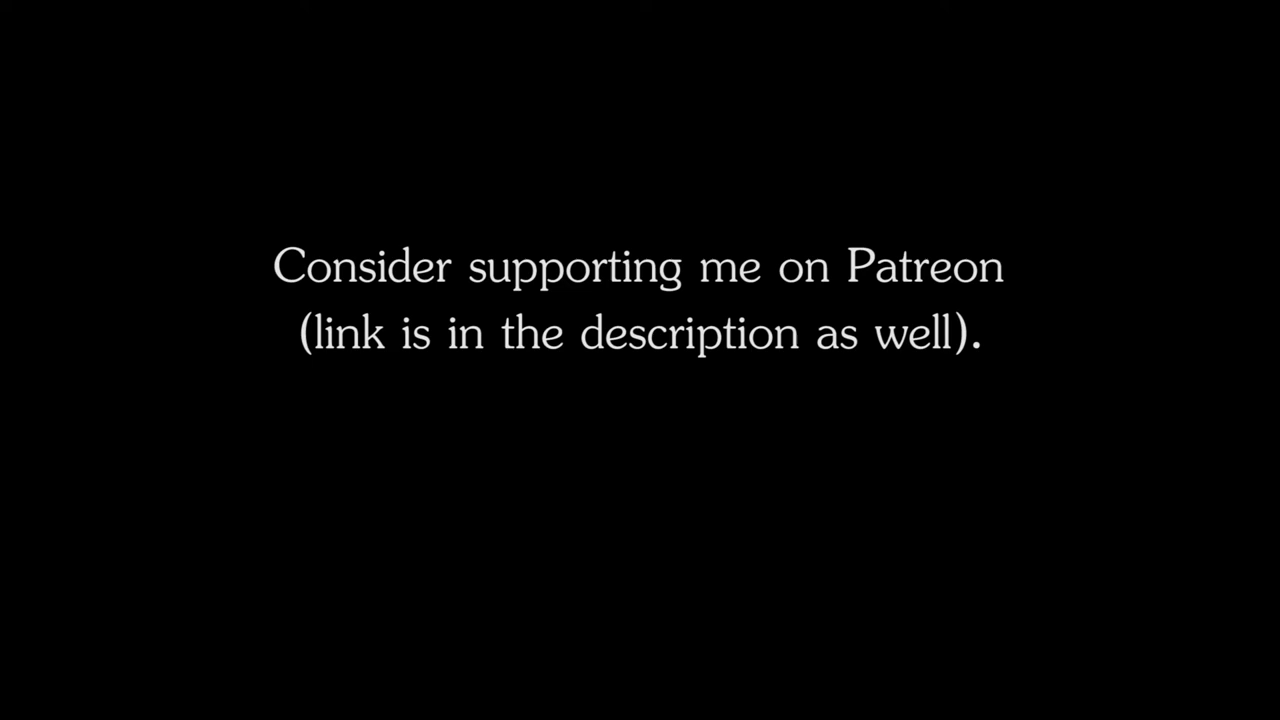 Consider supporting me on Patreon
(link is in the description as well).